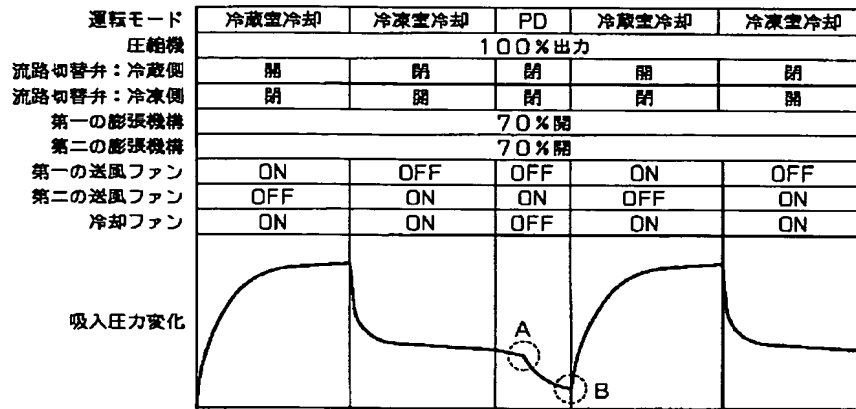 運転モード 冷蔵室冷却 冷凍室冷却 PD 冷蔵室冷却 冷凍室冷却
圧縮機 100%出力
流路切替弁：冷蔵側 開 閉 閉 開 閉
流路切替弁：冷凍側 閉 開 閉 閉 開
第一の膨張機構 70%開
第二の膨張機構 70%開
第一の送風ファン ON OFF OFF ON OFF
第二の送風ファン OFF ON ON OFF ON
冷却ファン ON ON OFF ON ON
吸入圧力変化
A
B